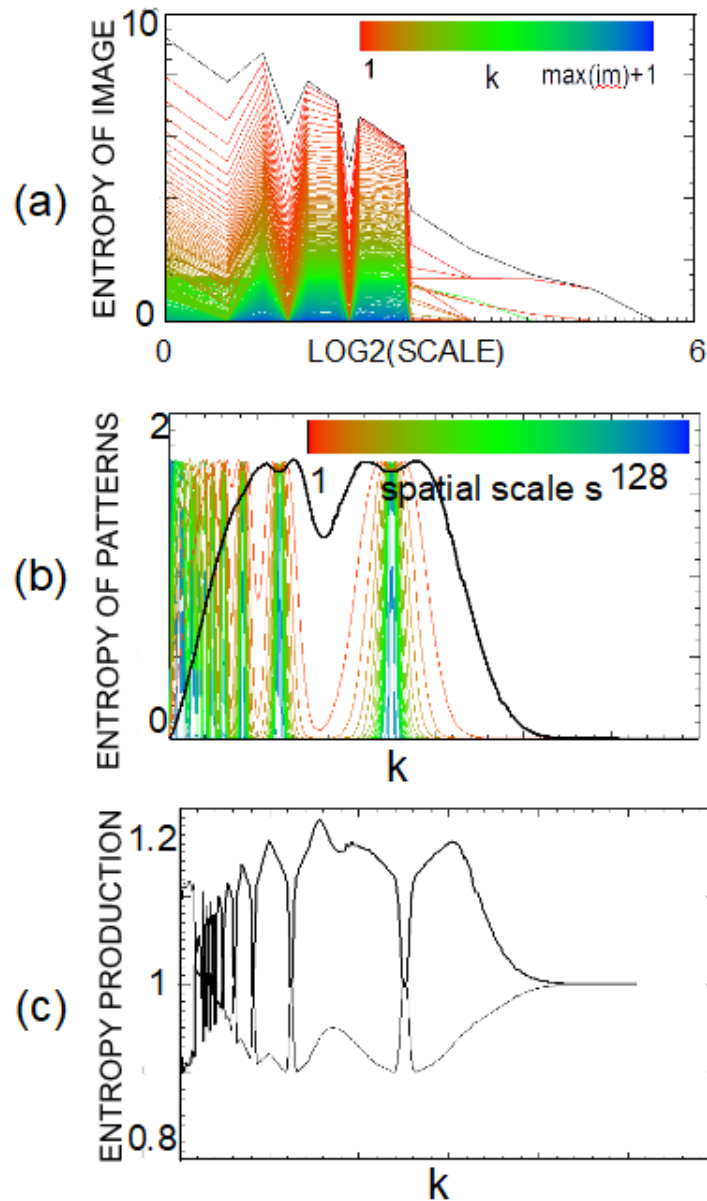 (a)
ENTROPY OF IMAGE
10
0
1 k max(im)+1
0 LOG2(SCALE) 6
(b)
ENTROPY OF PATTERNS
2
0
1 spatial scale s 128
k
(c)
ENTROPY PRODUCTION
1.2
1
0.8
k